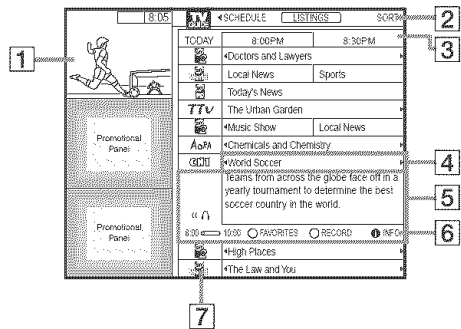 8:05
TV GUIDE
SCHEDULE LISTINGS SORT
TODAY 8:00PM 8:30PM
Doctors and Lawyers
Local News Sports
Today's News
TTV The Urban Garden
Music Show Local News
Chemicals and Chemistry
World Soccer
Teams from across the globe face off in a
yearly tournament to determine the best
soccer country in the world.
8:00 10:00 FAVORITES RECORD INFO
High Places
The Law and You
Promotional
Panel
Promotional
Panel
1
2
3
4
5
6
7